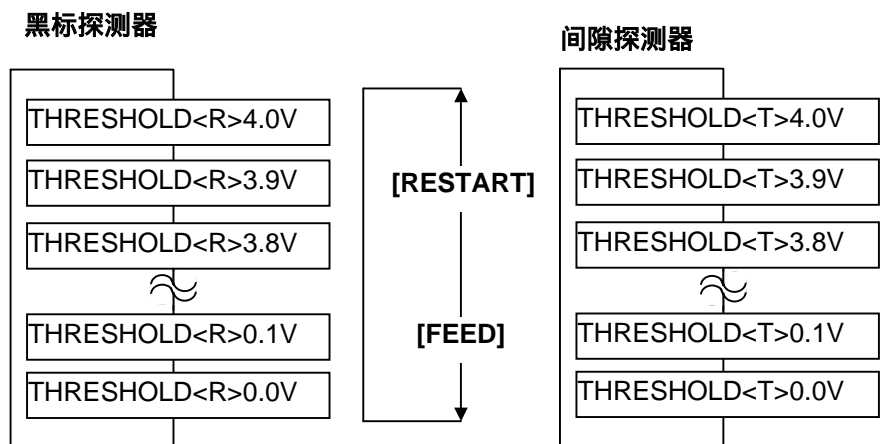 黑标探测器
THRESHOLD<R>4.0V
THRESHOLD<R>3.9V
THRESHOLD<R>3.8V
THRESHOLD<R>0.1V
THRESHOLD<R>0.0V
[RESTART]
[FEED]
间隙探测器
THRESHOLD<T>4.0V
THRESHOLD<T>3.9V
THRESHOLD<T>3.8V
THRESHOLD<T>0.1V
THRESHOLD<T>0.0V